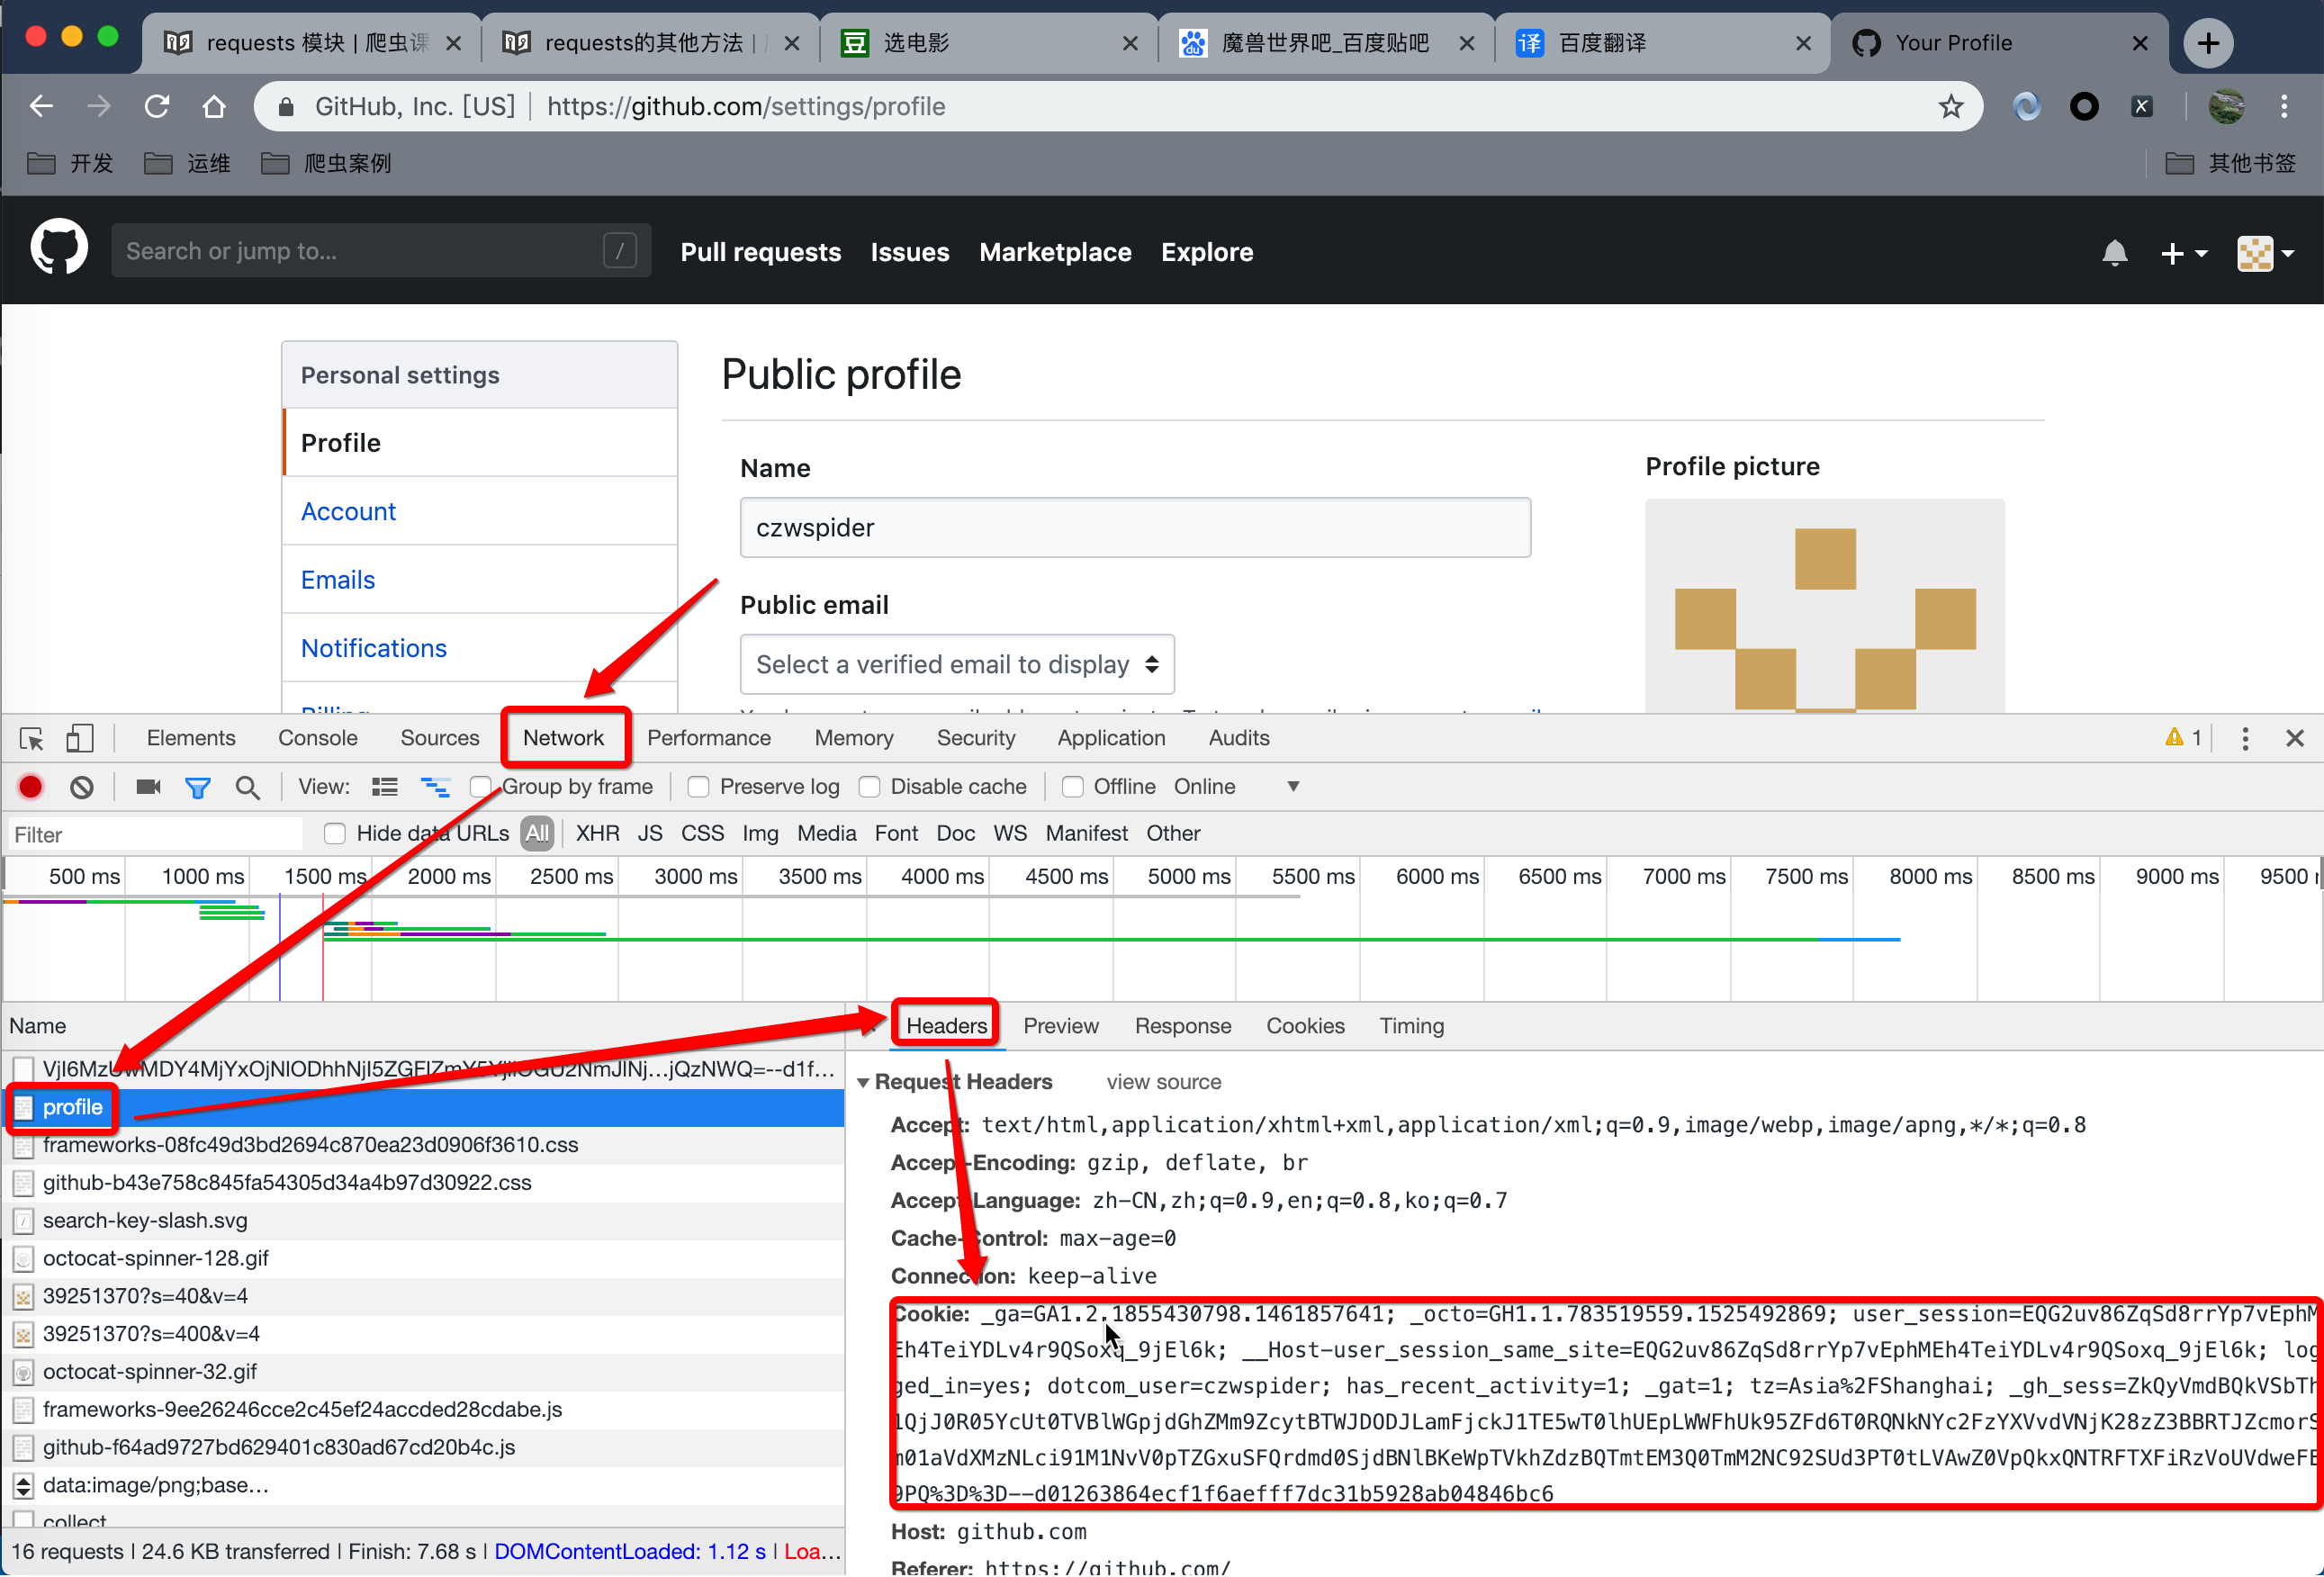 requests 模块 | 爬虫课
requests的其他方法 |
选电影
魔兽世界吧_百度贴吧
译 百度翻译
Your Profile
GitHub, Inc. [US] | https://github.com/settings/profile
开发 运维 爬虫案例 其他书签
Search or jump to... /
Pull requests Issues Marketplace Explore
Personal settings
Profile
Account
Emails
Notifications
Billing
Public profile
Name
czwspider
Public email
Select a verified email to display
Profile picture
Elements Console Sources Network Performance Memory Security Application Audits 1
View: Group by frame Preserve log Disable cache Offline Online
Filter Hide data URLs All XHR JS CSS Img Media Font Doc WS Manifest Other
500 ms 1000 ms 1500 ms 2000 ms 2500 ms 3000 ms 3500 ms 4000 ms 4500 ms 5000 ms 5500 ms 6000 ms 6500 ms 7000 ms 7500 ms 8000 ms 8500 ms 9000 ms 9500
Name
profile
frameworks-08fc49d3bd2694c870ea23d0906f3610.css
github-b43e758c845fa54305d34a4b97d30922.css
search-key-slash.svg
octocat-spinner-128.gif
39251370?s=40&v=4
39251370?s=400&v=4
octocat-spinner-32.gif
frameworks-9ee26246cce2c45ef24accded28cdabe.js
github-f64ad9727bd629401c830ad67cd20b4c.js
data:image/png;base…
collect
16 requests | 24.6 KB transferred | Finish: 7.68 s | DOMContentLoaded: 1.12 s | Loa…
Headers Preview Response Cookies Timing
Request Headers view source
Accept: text/html,application/xhtml+xml,application/xml;q=0.9,image/webp,image/apng,*/*;q=0.8
Accept-Encoding: gzip, deflate, br
Accept-Language: zh-CN,zh;q=0.9,en;q=0.8,ko;q=0.7
Cache-Control: max-age=0
Connection: keep-alive
Cookie: _ga=GA1.2.1855430798.1461857641; _octo=GH1.1.783519559.1525492869; user_session=EQG2uv86ZqSd8rrYp7vEphM
Eh4TeiYDLv4r9QSoxq_9jEl6k; __Host-user_session_same_site=EQG2uv86ZqSd8rrYp7vEphMEh4TeiYDLv4r9QSoxq_9jEl6k; log
ged_in=yes; dotcom_user=czwspider; has_recent_activity=1; _gat=1; tz=Asia%2FShanghai; _gh_sess=ZkQyVmdBQkVSbTh
1QjJ0R05YcUt0TVBlWGpjdGhZMm9ZcytBTWJDODJLamFjckJ1TE5wT0lhUEpLWWFhUk95ZFd6T0RQNkNYc2FzYXVvdVNjK28zZ3BBRTJZcmorS
m01aVdXMzNLci91M1NvV0pTZGxuSFQrdmd0SjdBNlBKeWpTVkhZdzBQTmtEM3Q0TmM2NC92SUd3PT0tLVAwZ0VpQkxQNTRFTXFiRzVoUVdweFE
9PQ%3D%3D--d01263864ecf1f6aefff7dc31b5928ab04846bc6
Host: github.com
Referer: https://github.com/